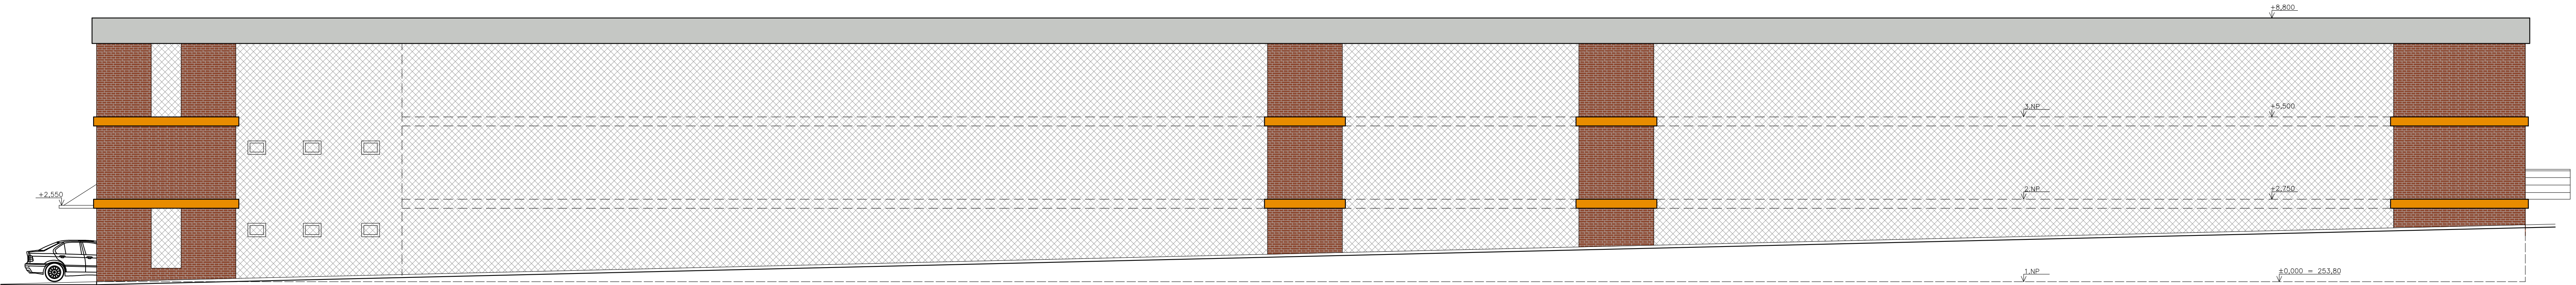 +8,800
3.NP
+5,500
+2,550
2.NP
+2,750
1.NP
±0,000 = 253,80